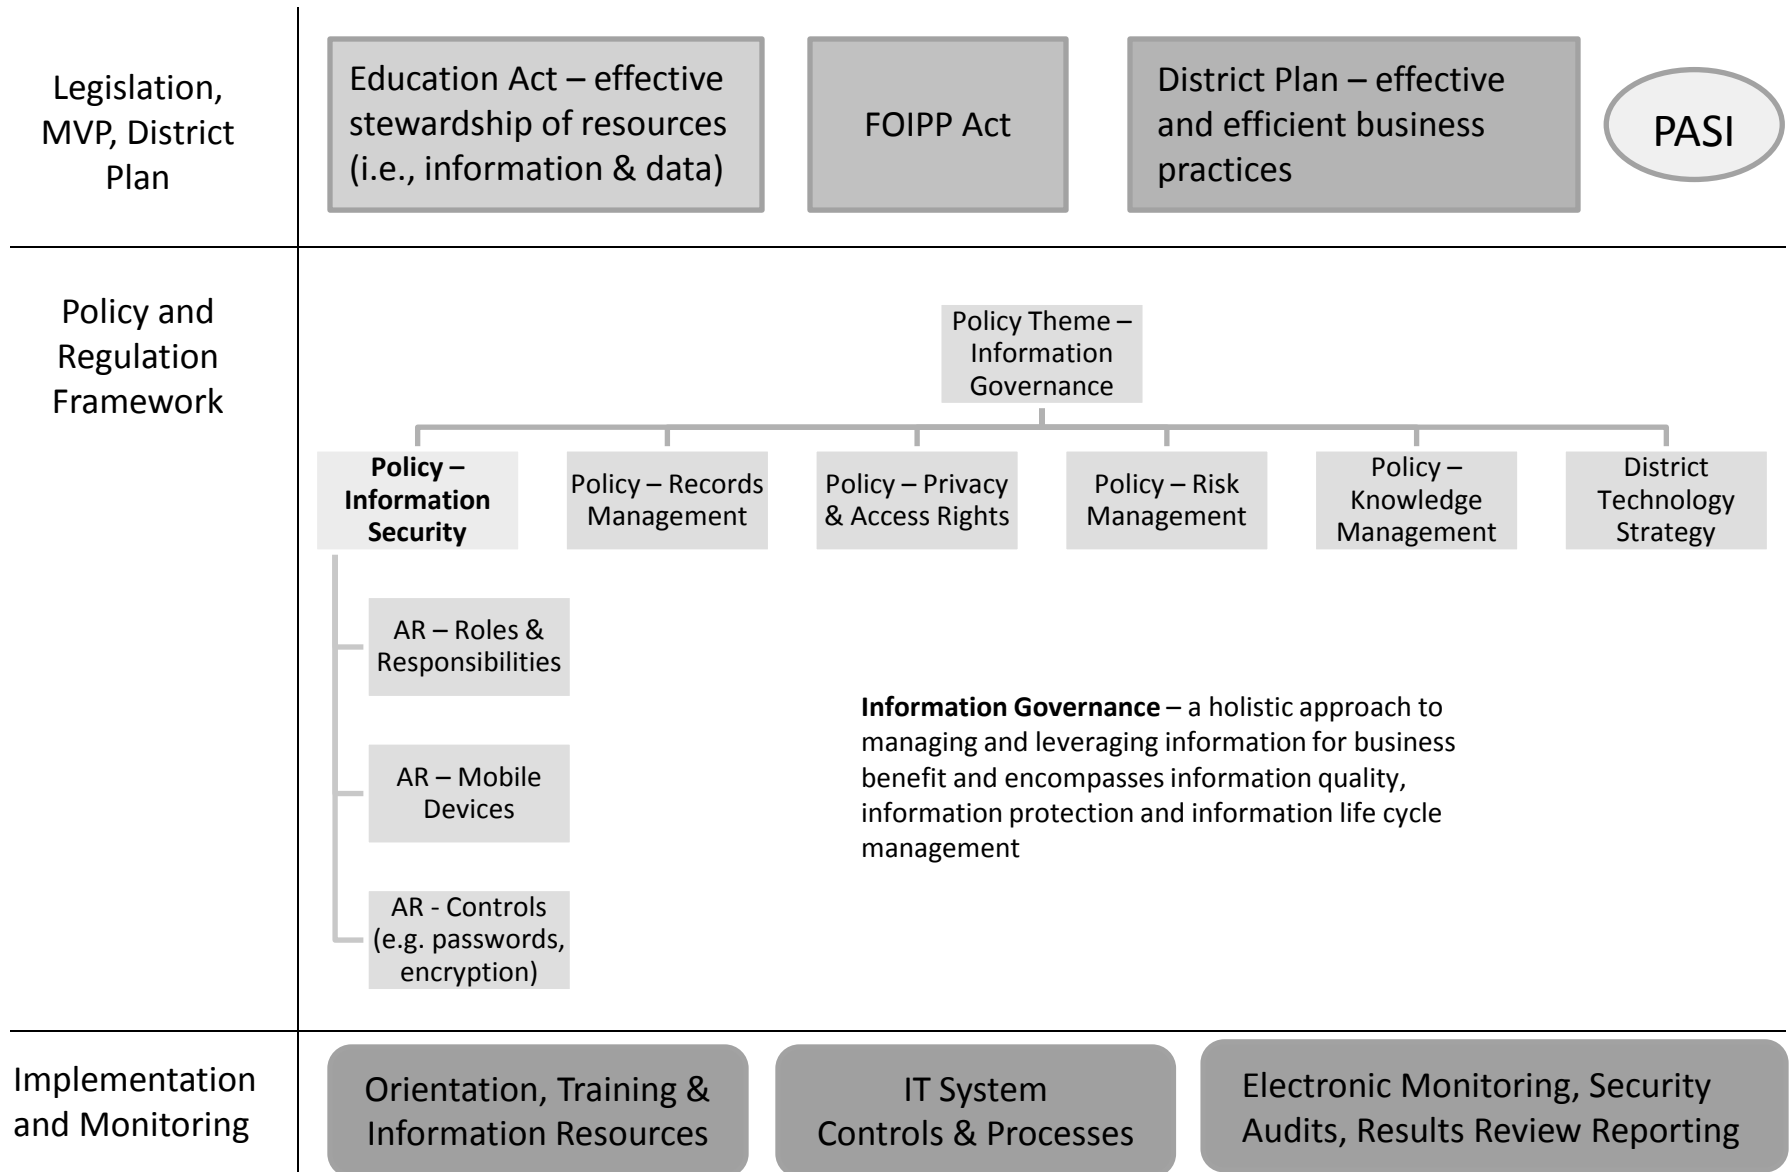 Legislation,
MVP, District
Plan
Education Act – effective
stewardship of resources
(i.e., information & data)
FOIPP Act
District Plan – effective
and efficient business
practices
PASI
Policy and
Regulation
Framework
Policy Theme –
Information
Governance
Policy –
Information
Security
Policy – Records
Management
Policy – Privacy
& Access Rights
Policy – Risk
Management
Policy –
Knowledge
Management
District
Technology
Strategy
AR – Roles &
Responsibilities
AR – Mobile
Devices
AR - Controls
(e.g. passwords,
encryption)
Information Governance – a holistic approach to
managing and leveraging information for business
benefit and encompasses information quality,
information protection and information life cycle
management
Implementation
and Monitoring
Orientation, Training &
Information Resources
IT System
Controls & Processes
Electronic Monitoring, Security
Audits, Results Review Reporting